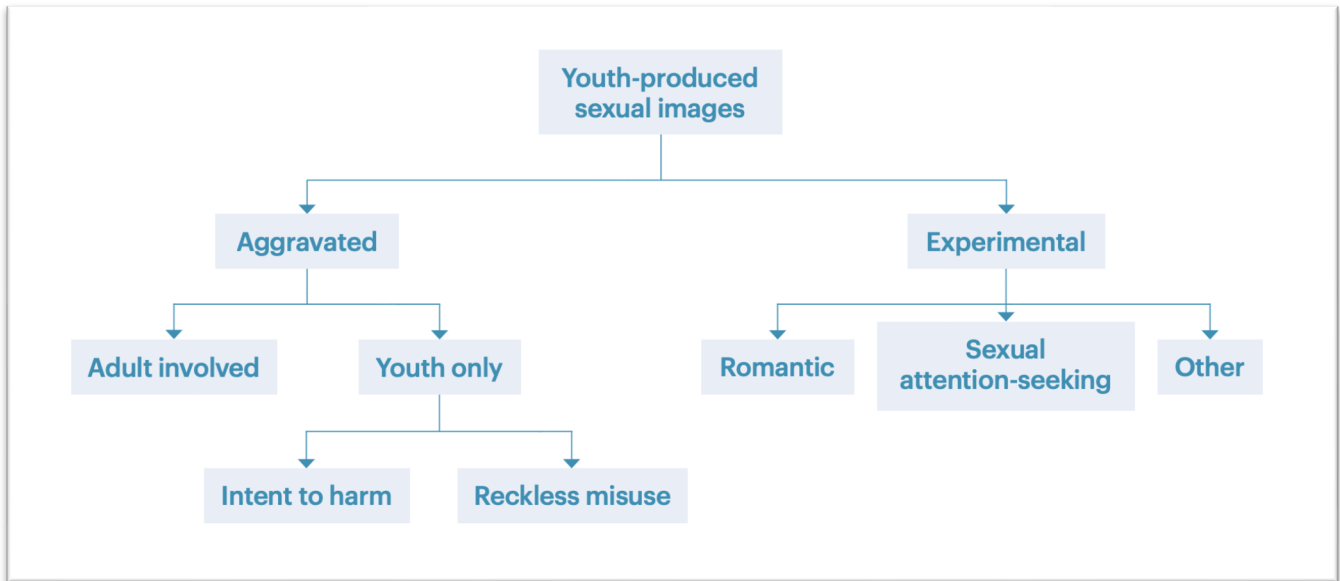 Youth-produced
sexual images
Aggravated
Experimental
Adult involved
Youth only
Romantic
Sexual
attention-seeking
Other
Intent to harm
Reckless misuse